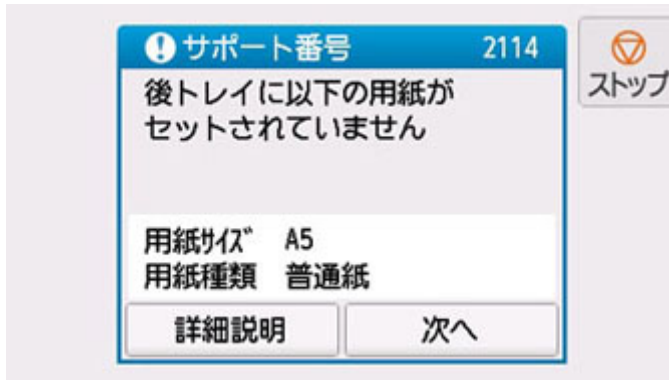 サポート番号 2114
ストップ
後トレイに以下の用紙が
セットされていません
用紙サイズ A5
用紙種類 普通紙
詳細説明 次へ